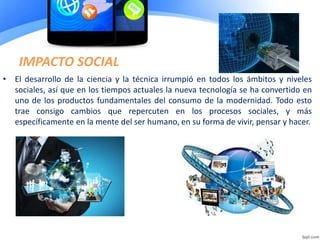 IMPACTO SOCIAL
• El desarrollo de la ciencia y la técnica irrumpió en todos los ámbitos y niveles
sociales, así que en los tiempos actuales la nueva tecnología se ha convertido en
uno de los productos fundamentales del consumo de la modernidad. Todo esto
trae consigo cambios que repercuten en los procesos sociales, y más
específicamente en la mente del ser humano, en su forma de vivir, pensar y hacer.
fppt.com